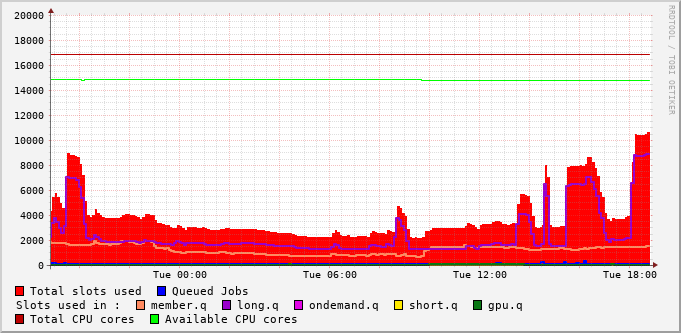 20000
18000
16000
14000
12000
10000
8000
6000
4000
2000
0
Tue 00:00 Tue 06:00 Tue 12:00 Tue 18:00
RRDTOOL / TOBI OETIKER
Total slots used Queued Jobs
Slots used in : member.q long.q ondemand.q short.q gpu.q
Total CPU cores Available CPU cores